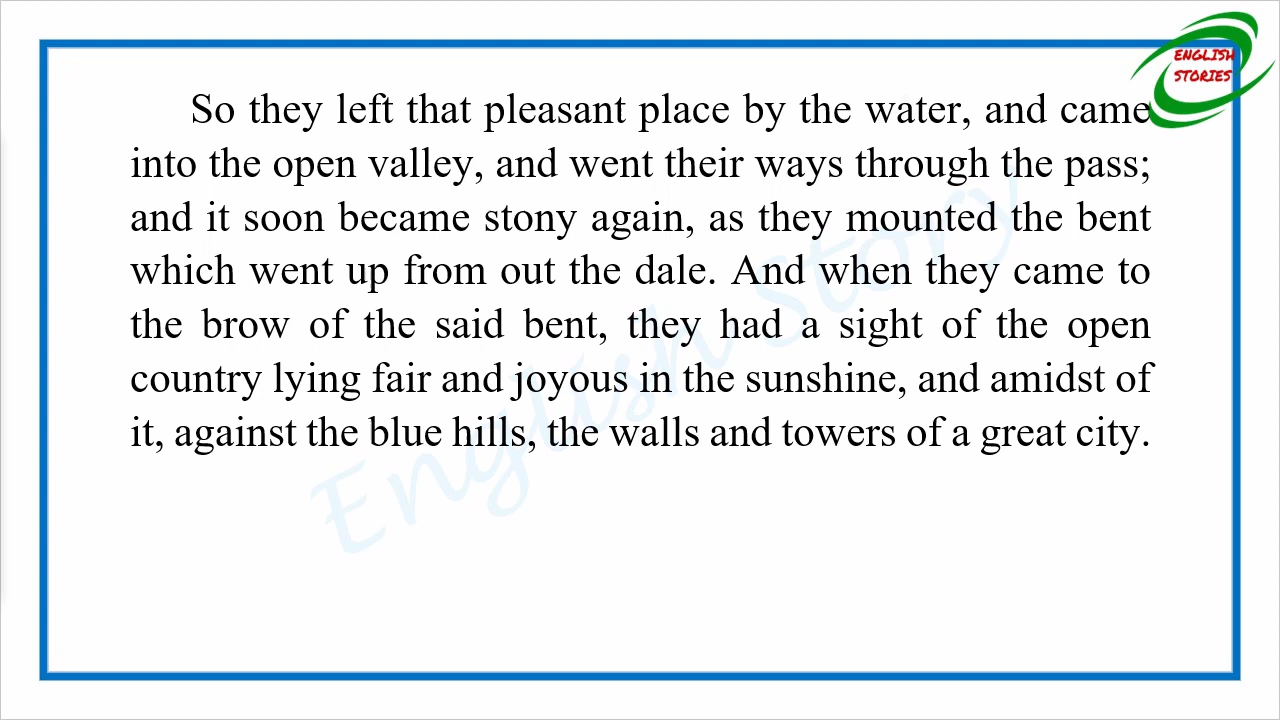 ENGLISH
STORIES
So they left that pleasant place by the water, and came
into the open valley, and went their ways through the pass;
and it soon became stony again, as they mounted the bent
which went up from out the dale. And when they came to
the brow of the said bent, they had a sight of the open
country lying fair and joyous in the sunshine, and amidst of
it, against the blue hills, the walls and towers of a great city.
English Story